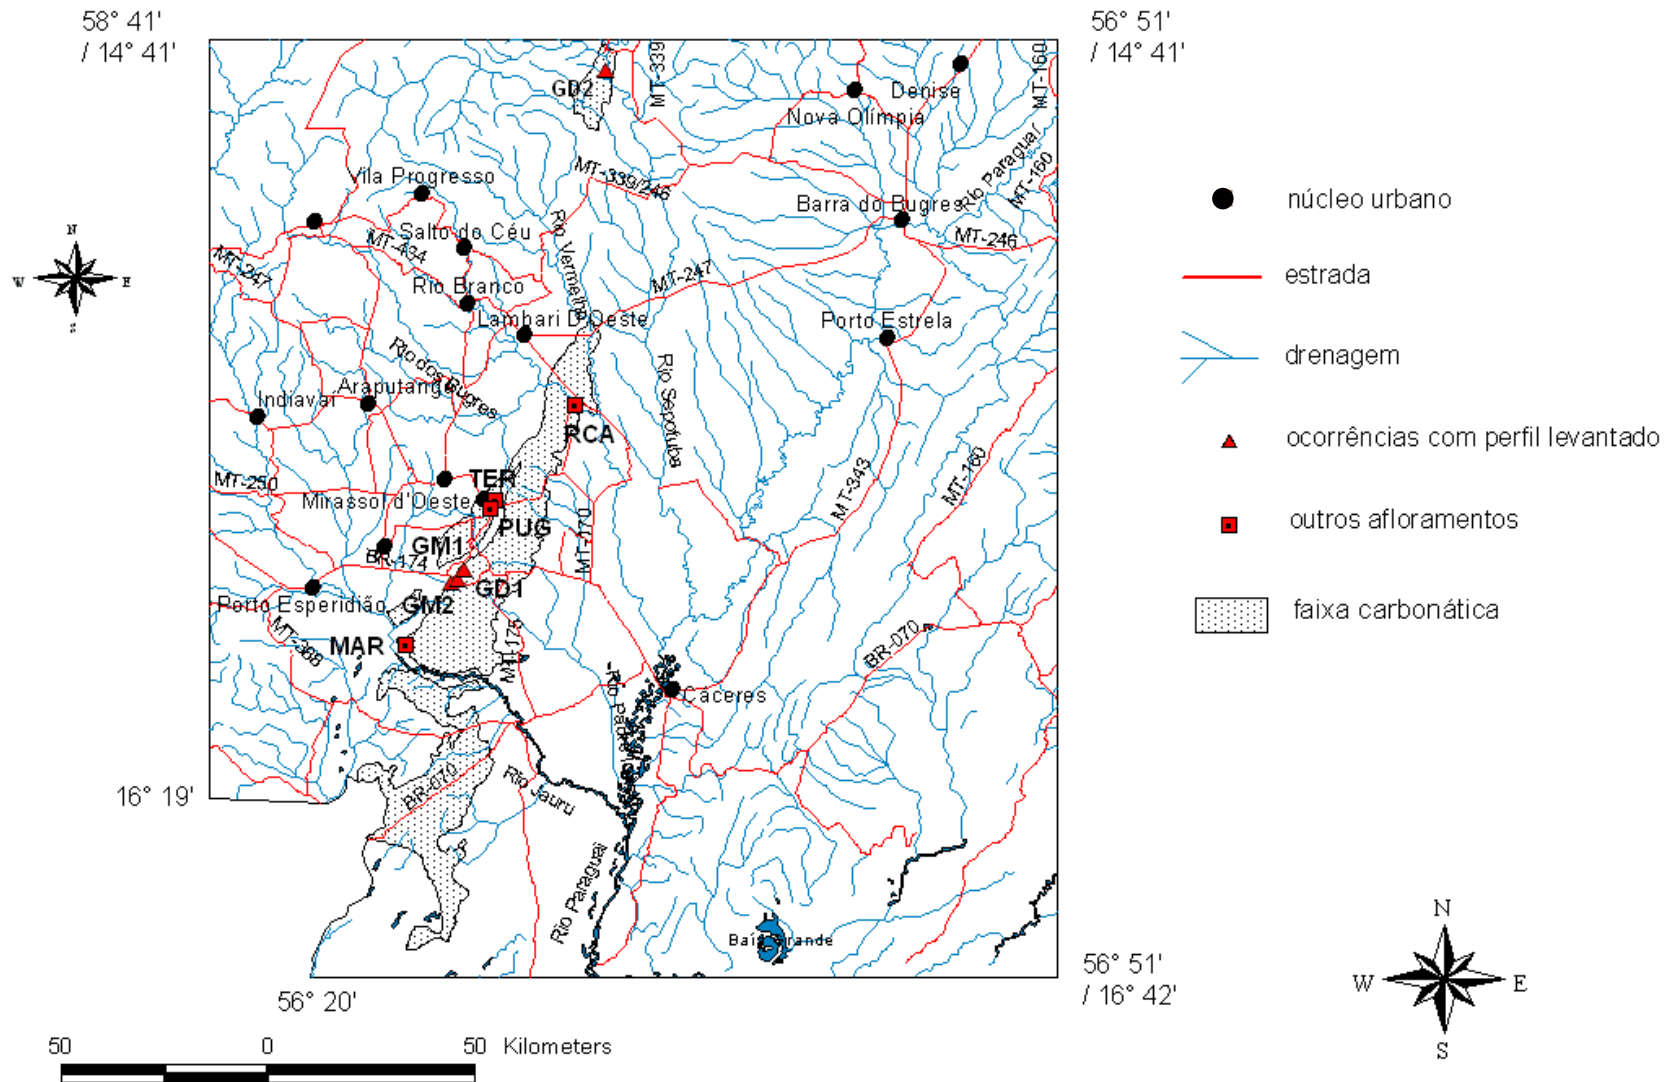 58° 41'
/ 14° 41'
56° 51'
/ 14° 41'
MT-339
MT-160
GD2
Denise
Nova Olímpia
Rio Paraguai
MT-160
Vila Progresso
MT-339/246
Barra do Bugres
MT-246
Salto do Céu
MT-434
MT-247
Rio Vermelho
MT-247
Rio Branco
Lambari D'Oeste
Porto Estrela
Rio dos Bugres
Araputanga
Indiavaí
Rio Sepotuba
RCA
TER
MT-250
Mirassol d'Oeste
PUG
MT-343
MT-160
GM1
MT-170
BR-174
GD1
GM2
Porto Esperidião
MT-388
MAR
MT-175
BR-070
Cáceres
BR-070
Rio Jauru
Rio Paraguai
Baía Grande
16° 19'
56° 20'
56° 51'
/ 16° 42'
N
W
E
S
núcleo urbano
estrada
drenagem
ocorrências com perfil levantado
outros afloramentos
faixa carbonática
N
W
E
S
50 0 50 Kilometers